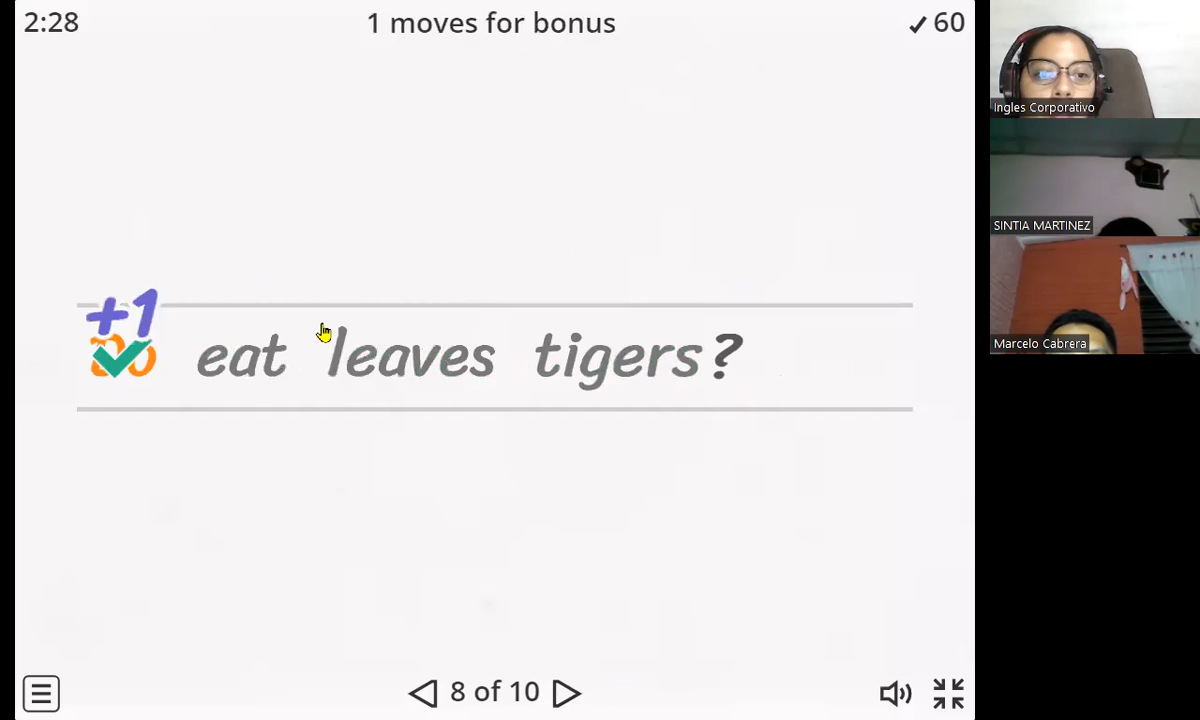 2:28
1 moves for bonus
60
Ingles Corporativo
SINTIA MARTINEZ
+1
eat leaves tigers?
Marcelo Cabrera
8 of 10